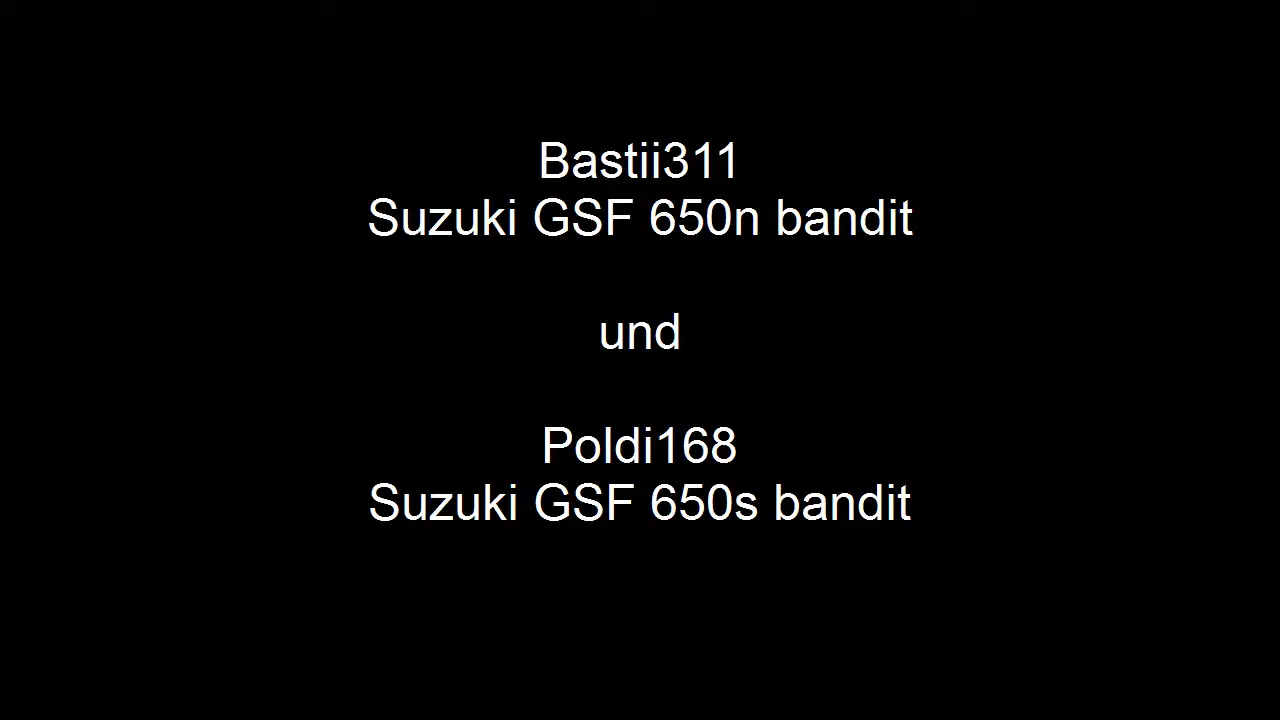 Bastii311
Suzuki GSF 650n bandit
und
Poldi168
Suzuki GSF 650s bandit